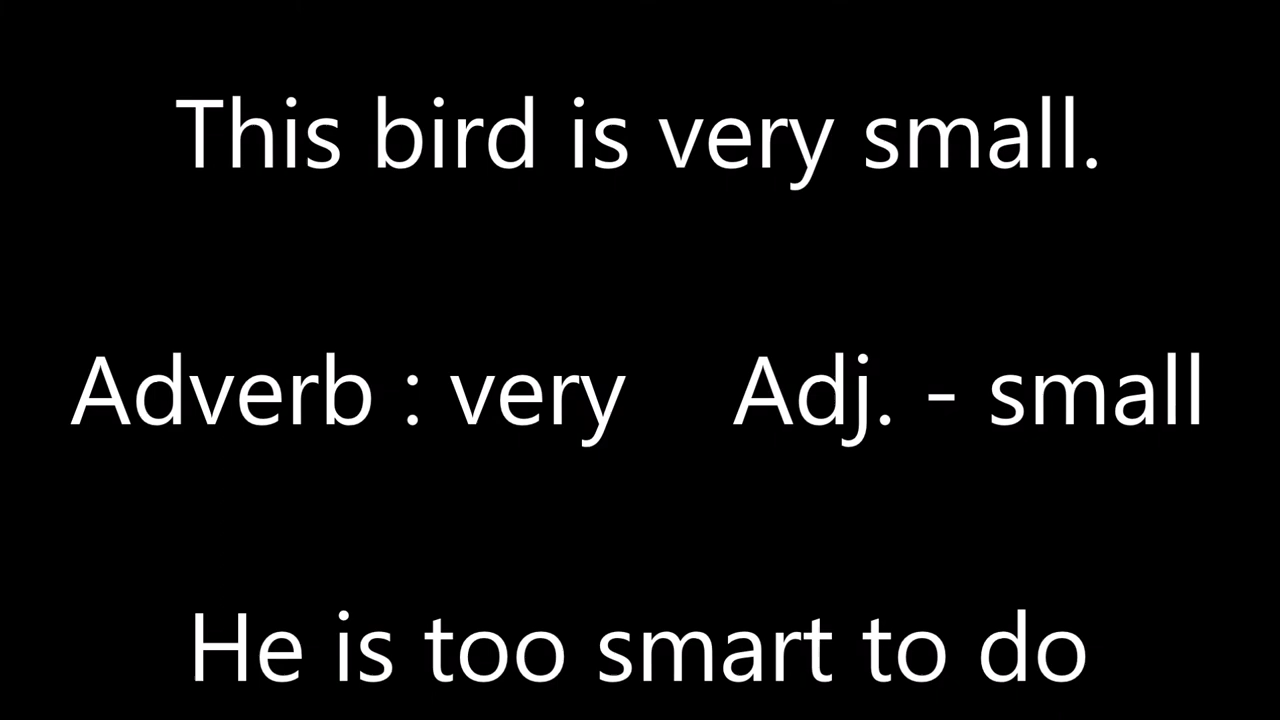 This bird is very small.
Adverb : very Adj. - small
He is too smart to do